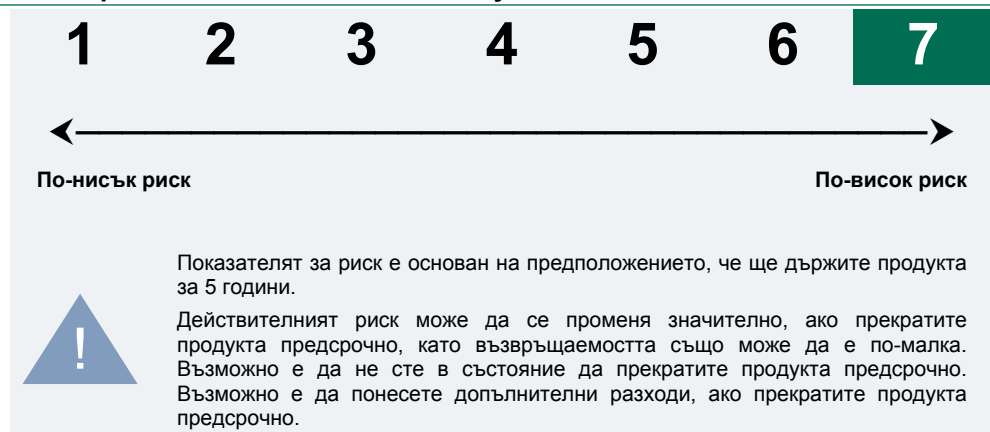 1 2 3 4 5 6 7
По-нисък риск По-висок риск
Показателят за риск е основан на предположението, че ще държите продукта
за 5 години.
!
Действителният риск може да се променя значително, ако прекратите
продукта предсрочно, като възвръщаемостта също може да е по-малка.
Възможно е да не сте в състояние да прекратите продукта предсрочно.
Възможно е да понесете допълнителни разходи, ако прекратите продукта
предсрочно.